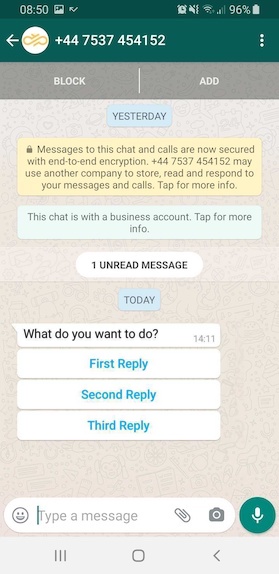 08:50 96%
+44 7537 454152
BLOCK ADD
YESTERDAY
Messages to this chat and calls are now secured
with end-to-end encryption. +44 7537 454152 may
use another company to store, read and respond to
your messages and calls. Tap for more info.
This chat is with a business account. Tap for more
info.
1 UNREAD MESSAGE
TODAY
What do you want to do?
14:11
First Reply
Second Reply
Third Reply
Type a message